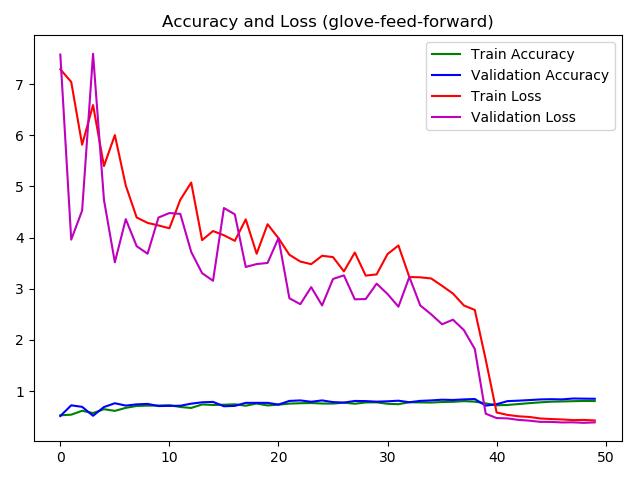 Accuracy and Loss (glove-feed-forward)
Train Accuracy
Validation Accuracy
Train Loss
Validation Loss
7
6
5
4
3
2
1
0 10 20 30 40 50